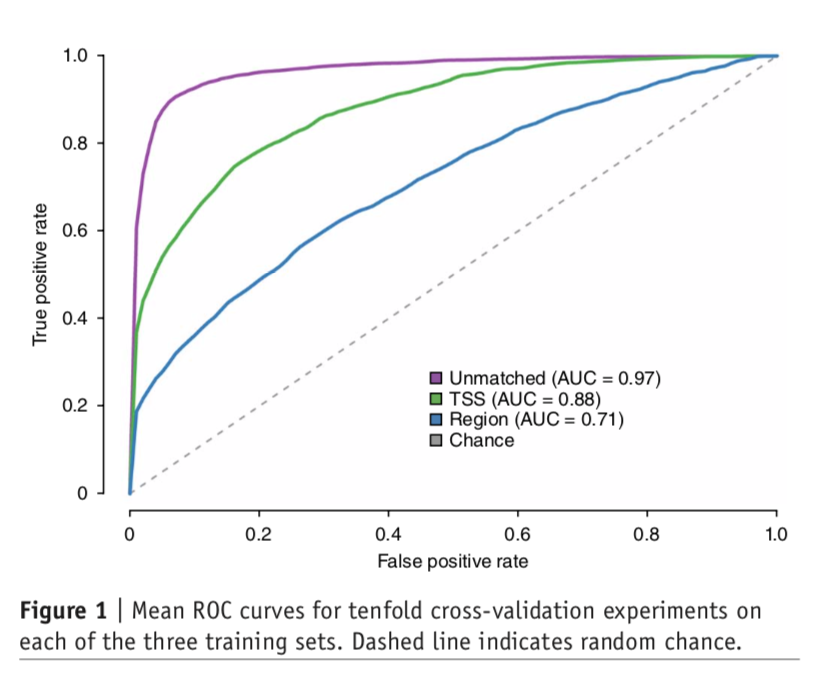 1.0
0.8
0.6
0.4
0.2
0
True positive rate
Unmatched (AUC = 0.97)
TSS (AUC = 0.88)
Region (AUC = 0.71)
Chance
0 0.2 0.4 0.6 0.8 1.0
False positive rate
Figure 1 | Mean ROC curves for tenfold cross-validation experiments on
each of the three training sets. Dashed line indicates random chance.